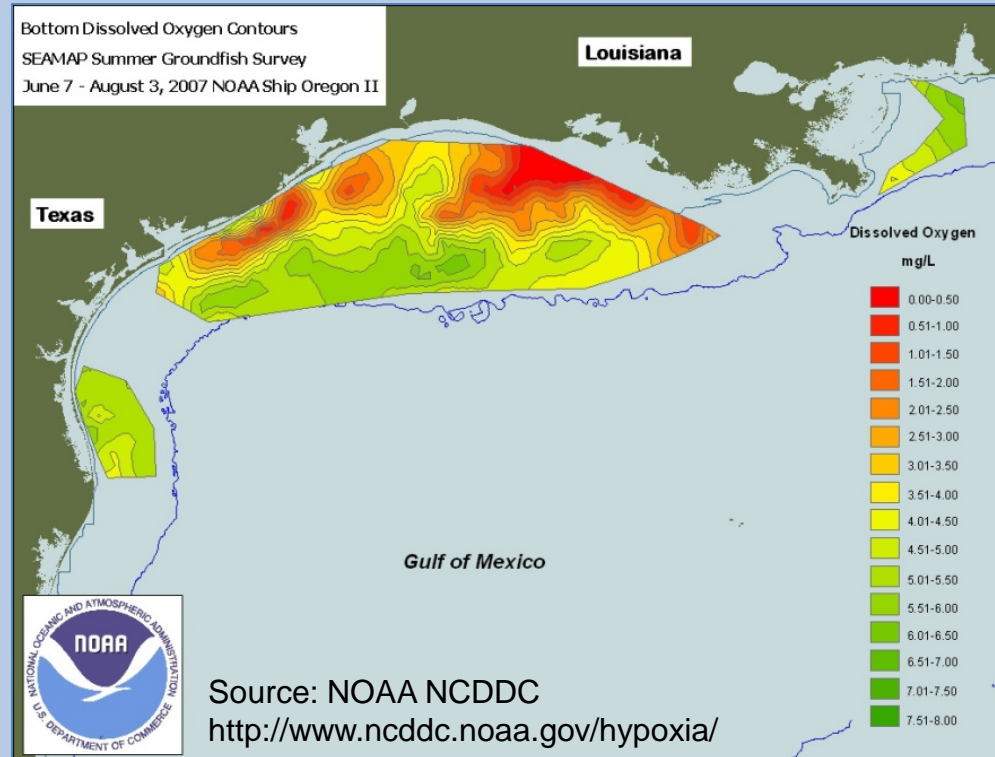 Bottom Dissolved Oxygen Contours
SEAMAP Summer Groundfish Survey
June 7 - August 3, 2007 NOAA Ship Oregon II
Louisiana
Texas
Dissolved Oxygen
mg/L
0.00-0.50
0.51-1.00
1.01-1.50
1.51-2.00
2.01-2.50
2.51-3.00
3.01-3.50
3.51-4.00
4.01-4.50
4.51-5.00
5.01-5.50
5.51-6.00
6.01-6.50
6.51-7.00
7.01-7.50
7.51-8.00
Gulf of Mexico
NATIONAL OCEANIC AND ATMOSPHERIC ADMINISTRATION
NOAA
U.S. DEPARTMENT OF COMMERCE
Source: NOAA NCDDC
http://www.ncddc.noaa.gov/hypoxia/